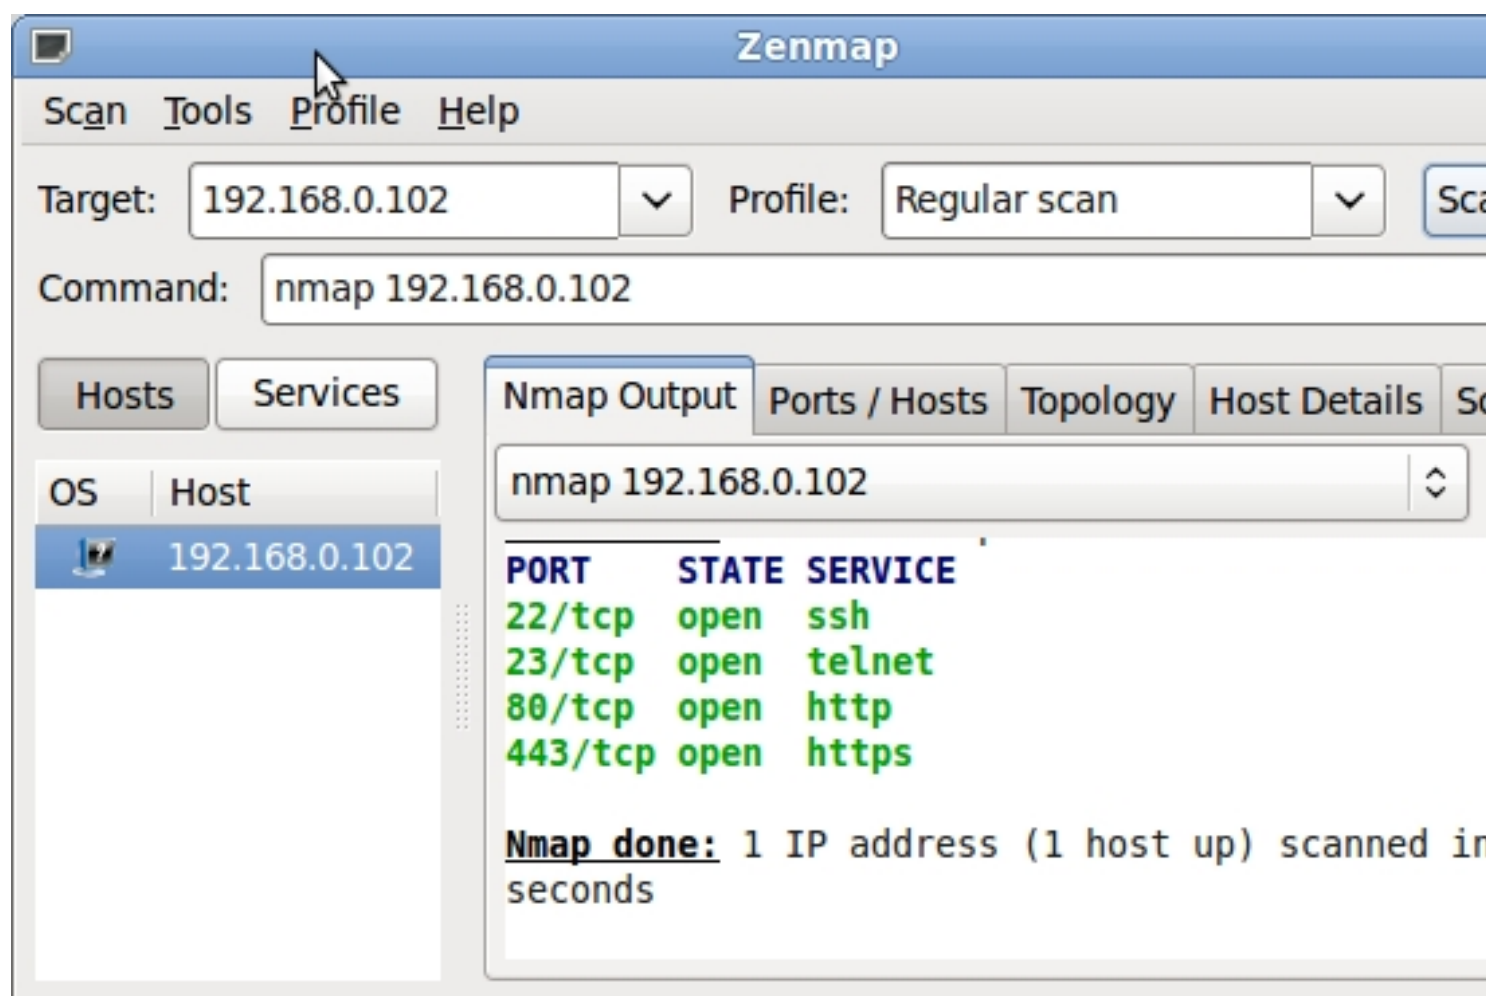 Zenmap
Scan Tools Profile Help
Target: 192.168.0.102 Profile: Regular scan
Command: nmap 192.168.0.102
Hosts Services Nmap Output Ports / Hosts Topology Host Details
nmap 192.168.0.102
OS Host
192.168.0.102
PORT STATE SERVICE
22/tcp open ssh
23/tcp open telnet
80/tcp open http
443/tcp open https
Nmap done: 1 IP address (1 host up) scanned in
seconds